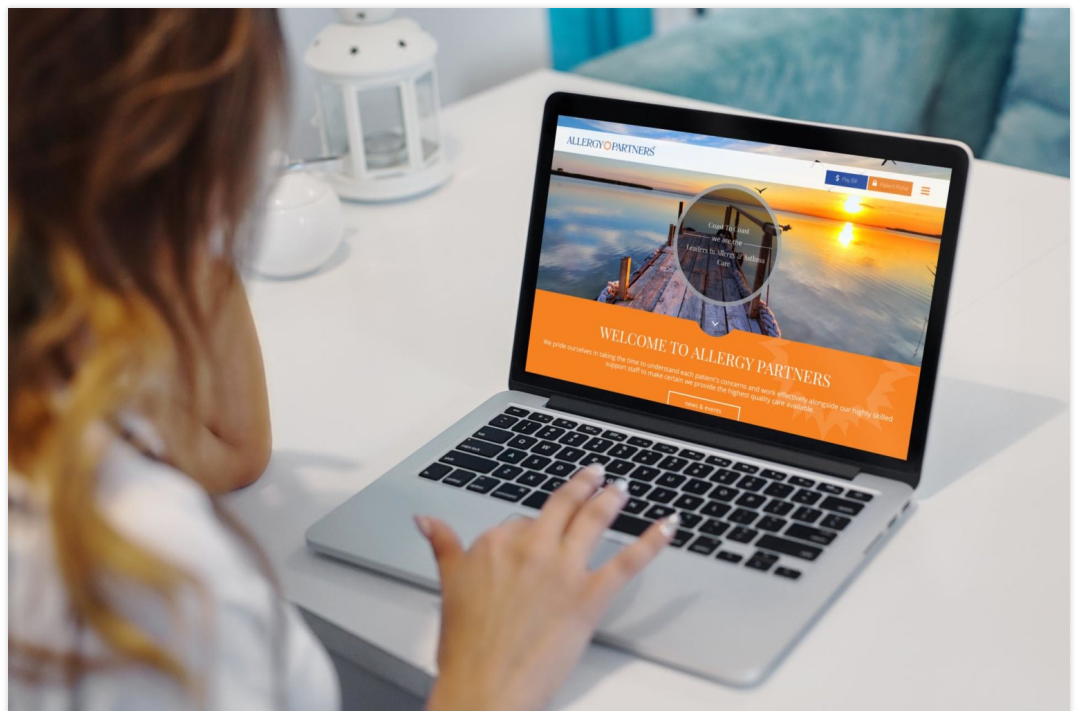 ALLERGY PARTNERS
$ Pay Bill
Patient Portal
Coast To Coast
we are the
Leaders in Allergy & Asthma
Care
WELCOME TO ALLERGY PARTNERS
We pride ourselves in taking the time to understand each patient's concerns and work effectively alongside our highly skilled
support staff to make certain we provide the highest quality care available.
news & events